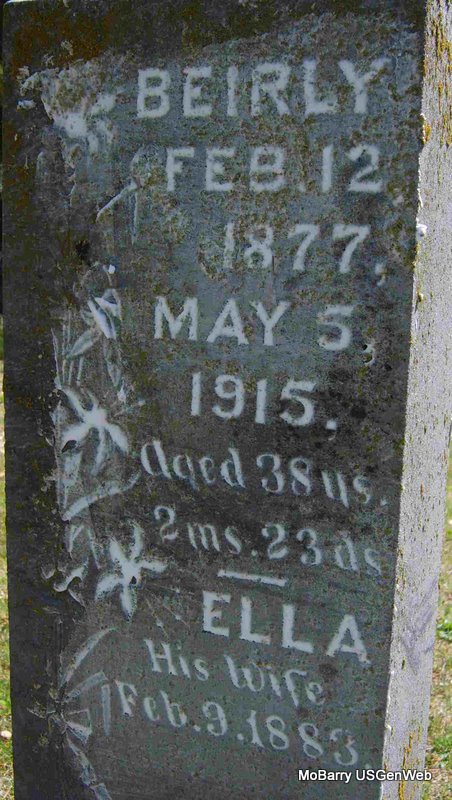 BEIRLY
FEB. 12,
1877,
MAY 5,
1915.
Aged 38 ys.
2 ms. 23 ds
ELLA
His Wife
Feb. 9. 1883.
MoBarry USGenWeb